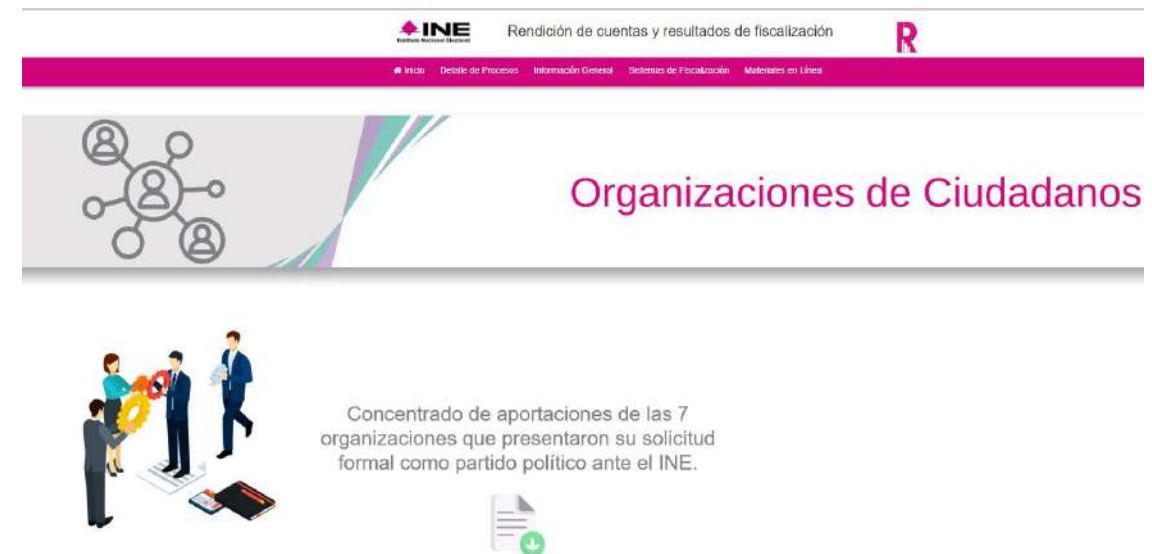 INE
Instituto Nacional Electoral
Rendición de cuentas y resultados de fiscalización
R
Inicio Detalle de Procesos Información General Sistemas de Fiscalización Materiales en Línea
Organizaciones de Ciudadanos
Concentrado de aportaciones de las 7
organizaciones que presentaron su solicitud
formal como partido político ante el INE.